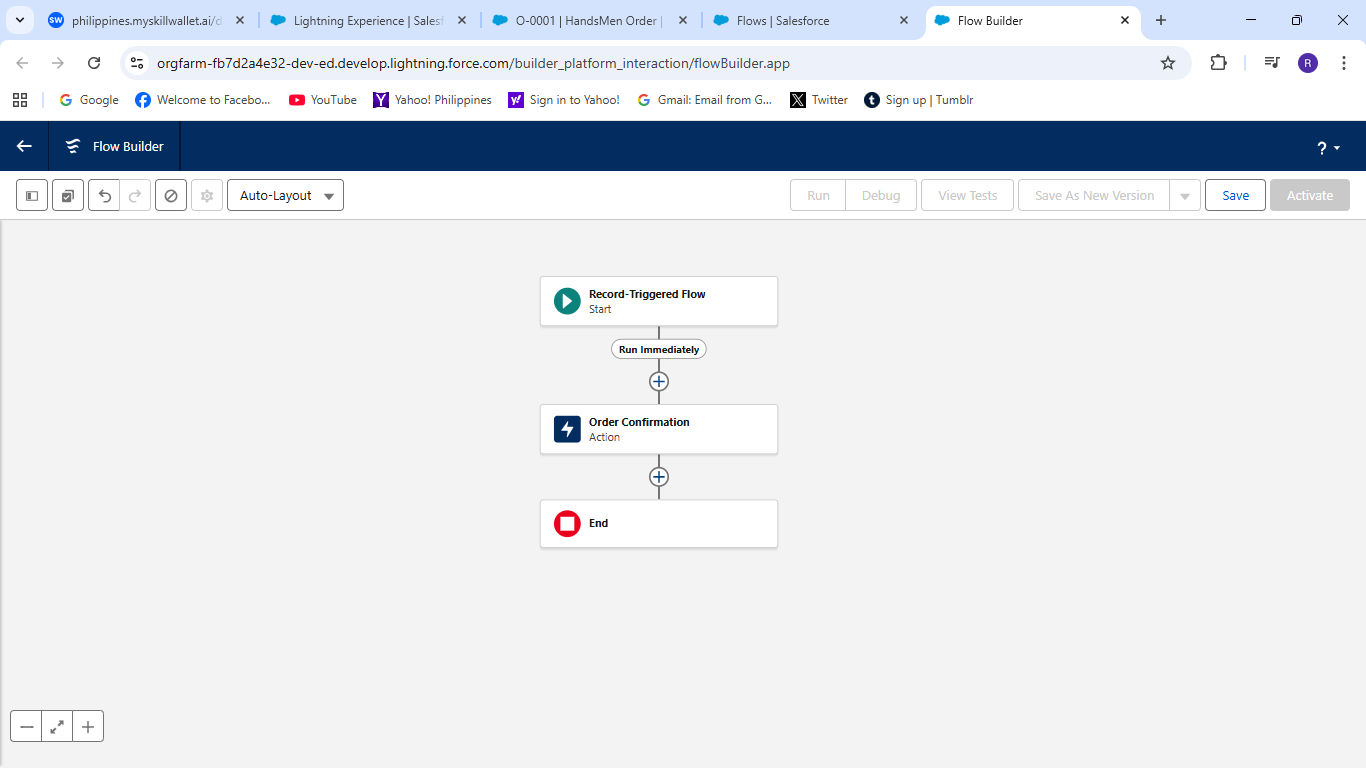 philippines.myskillwallet.ai/d
Lightning Experience | Salesf
O-0001 | HandsMen Order |
Flows | Salesforce
Flow Builder
orgfarm-fb7d2a4e32-dev-ed.develop.lightning.force.com/builder_platform_interaction/flowBuilder.app
R
Google
Welcome to Facebo...
YouTube
Yahoo! Philippines
Sign in to Yahoo!
Gmail: Email from G...
Twitter
Sign up | Tumblr
Flow Builder
?
Auto-Layout
Run
Debug
View Tests
Save As New Version
Save
Activate
Record-Triggered Flow
Start
Run Immediately
Order Confirmation
Action
End